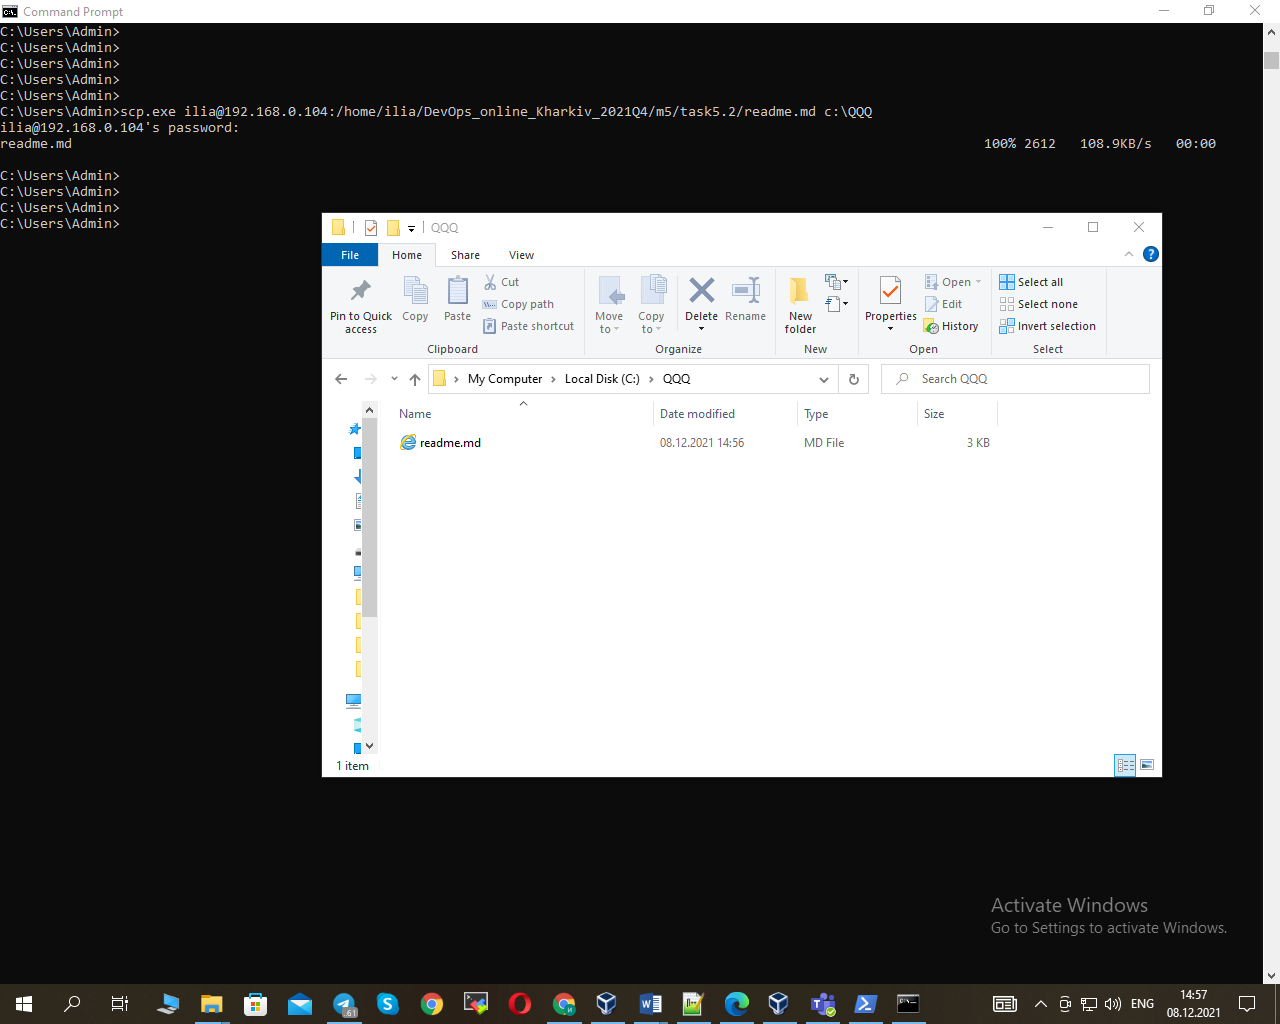 Command Prompt
C:\Users\Admin>
C:\Users\Admin>
C:\Users\Admin>
C:\Users\Admin>
C:\Users\Admin>
C:\Users\Admin>scp.exe ilia@192.168.0.104:/home/ilia/DevOps_online_Kharkiv_2021Q4/m5/task5.2/readme.md c:\QQQ
ilia@192.168.0.104's password:
readme.md 100% 2612 108.9KB/s 00:00
C:\Users\Admin>
C:\Users\Admin>
C:\Users\Admin>
C:\Users\Admin>
QQQ
File Home Share View
Pin to Quick access
Copy
Paste
Cut
Copy path
Paste shortcut
Clipboard
Move to
Copy to
Delete
Rename
Organize
New folder
New
Properties
Open
Edit
History
Open
Select all
Select none
Invert selection
Select
My Computer › Local Disk (C:) › QQQ
Search QQQ
Name Date modified Type Size
readme.md 08.12.2021 14:56 MD File 3 KB
1 item
Activate Windows
Go to Settings to activate Windows.
.61
ENG
14:57
08.12.2021